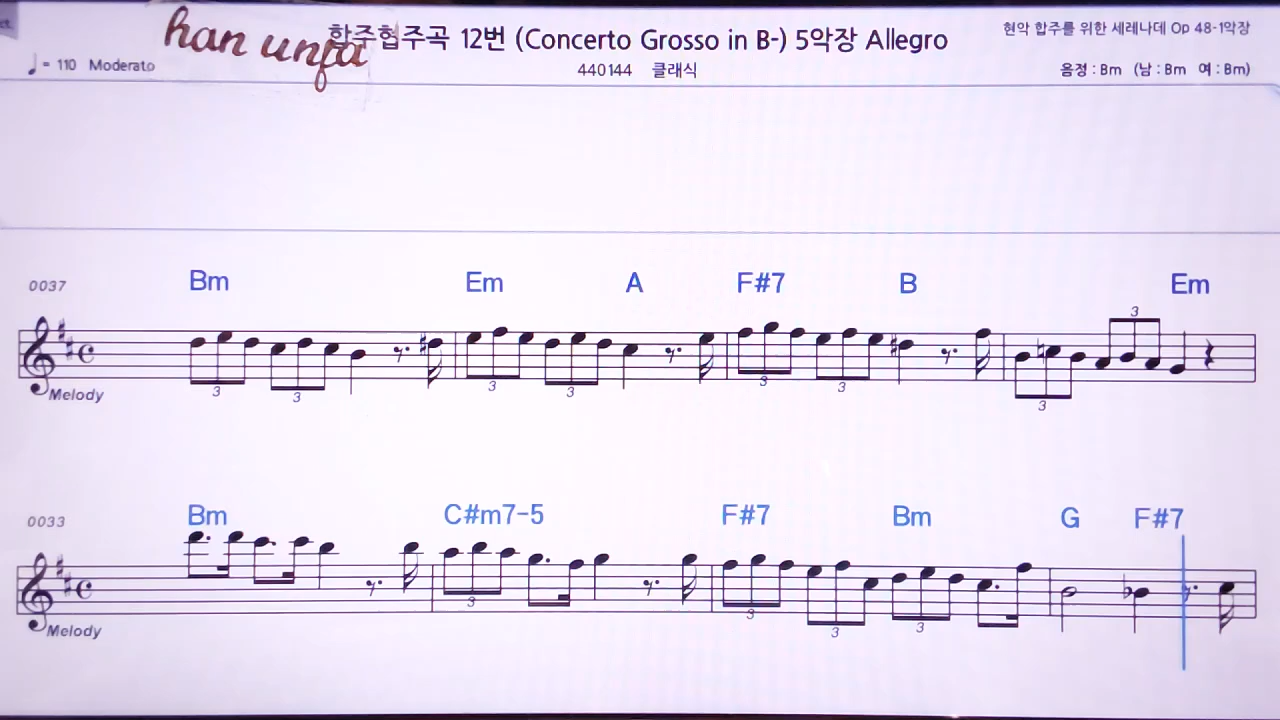 han unfa
합주협주곡 12번 (Concerto Grosso in B-) 5악장 Allegro
현악 합주를 위한 세레나데 Op 48-1악장
♩= 110 Moderato
440144 클래식
음정 : Bm (남 : Bm 여 : Bm)
0037 Bm Em A F#7 B Em
3
Melody 3 3 3 3 3 3 3
0033 Bm C#m7-5 F#7 Bm G F#7
Melody 3 3 3 3